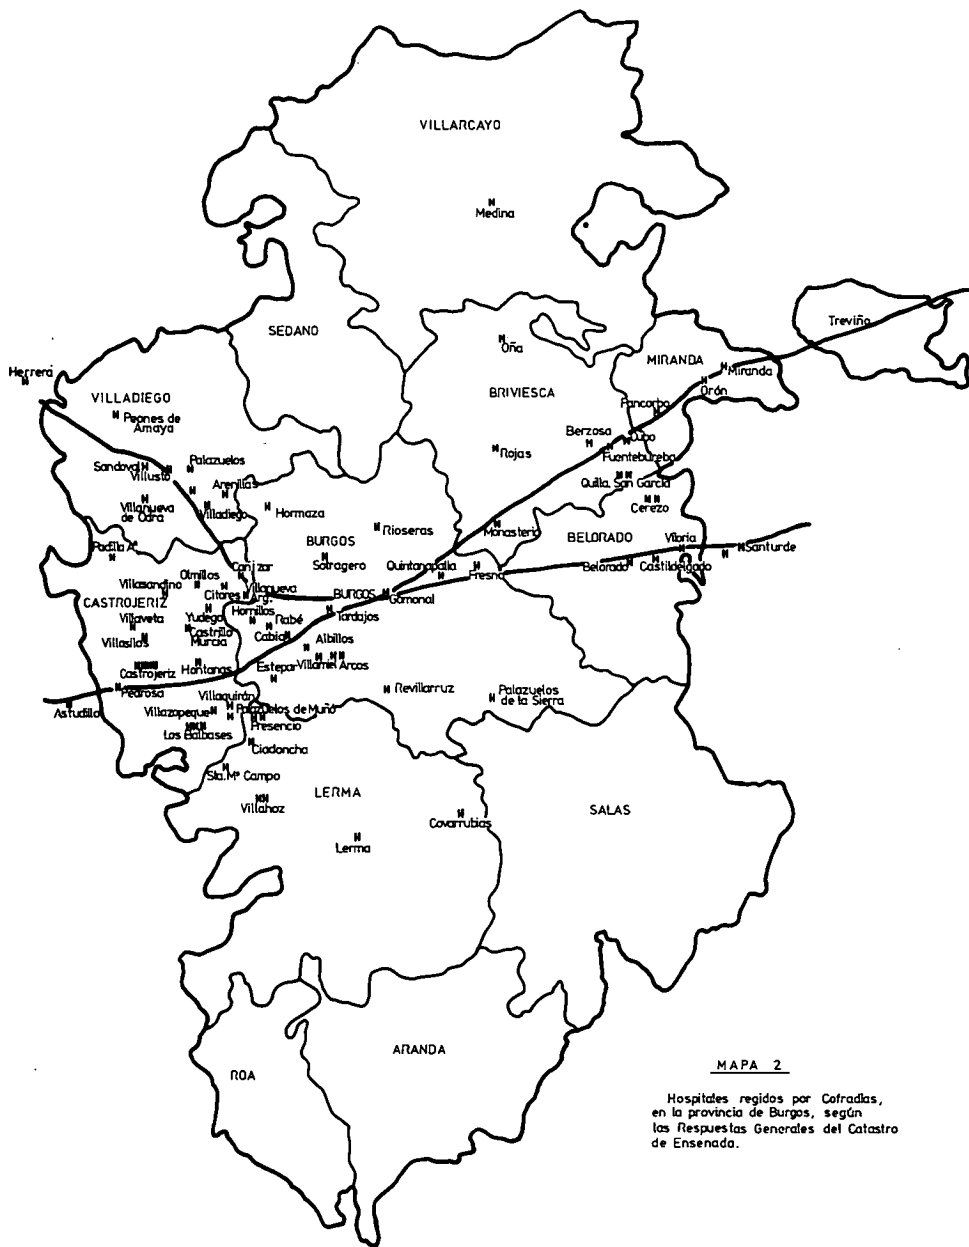 VILLARCAYO
Medina
SEDANO
Treviño
Oña
MIRANDA
Miranda
Orón
Herrera
VILLADIEGO
BRIVIESCA
Pancorbo
Peones de
Amaya
Berzosa
Cubo
Fuentebureba
Rojas
Sandoval
Villusto
Palazuelos
Quilla. San García
Arenillas
Villanueva
de Odra
Villadiego
Hormaza
Cerezo
Rioseras
Monasterio
BURGOS
Sotragero
BELORADO
Viloria
Santurde
Padilla Aº
Cañizar
Quintanapalla
Fresno
Belorado
Castildelgado
Olmillos
Villasandino
Citores
Villanueva
Arg.
BURGOS
Gamonal
CASTROJERIZ
Hornillos
Tardajos
Yudego
Rabé
Villaveta
Castrillo
Murcia
Cabia
Albillos
Villasilos
Villamiel
Arcos
Castrojeriz
Hontanas
Estepar
Pedrosa
Revillarruz
Palazuelos
de la Sierra
Villaquirán
Astudillo
Villazopeque
Palazuelos de Muñó
Presencio
Los Balbases
Ciadoncha
Sta. Mª Campo
LERMA
Villahoz
Covarrubias
SALAS
Lerma
ARANDA
ROA
MAPA 2
Hospitales regidos por Cofradías,
en la provincia de Burgos, según
las Respuestas Generales del Catastro
de Ensenada.